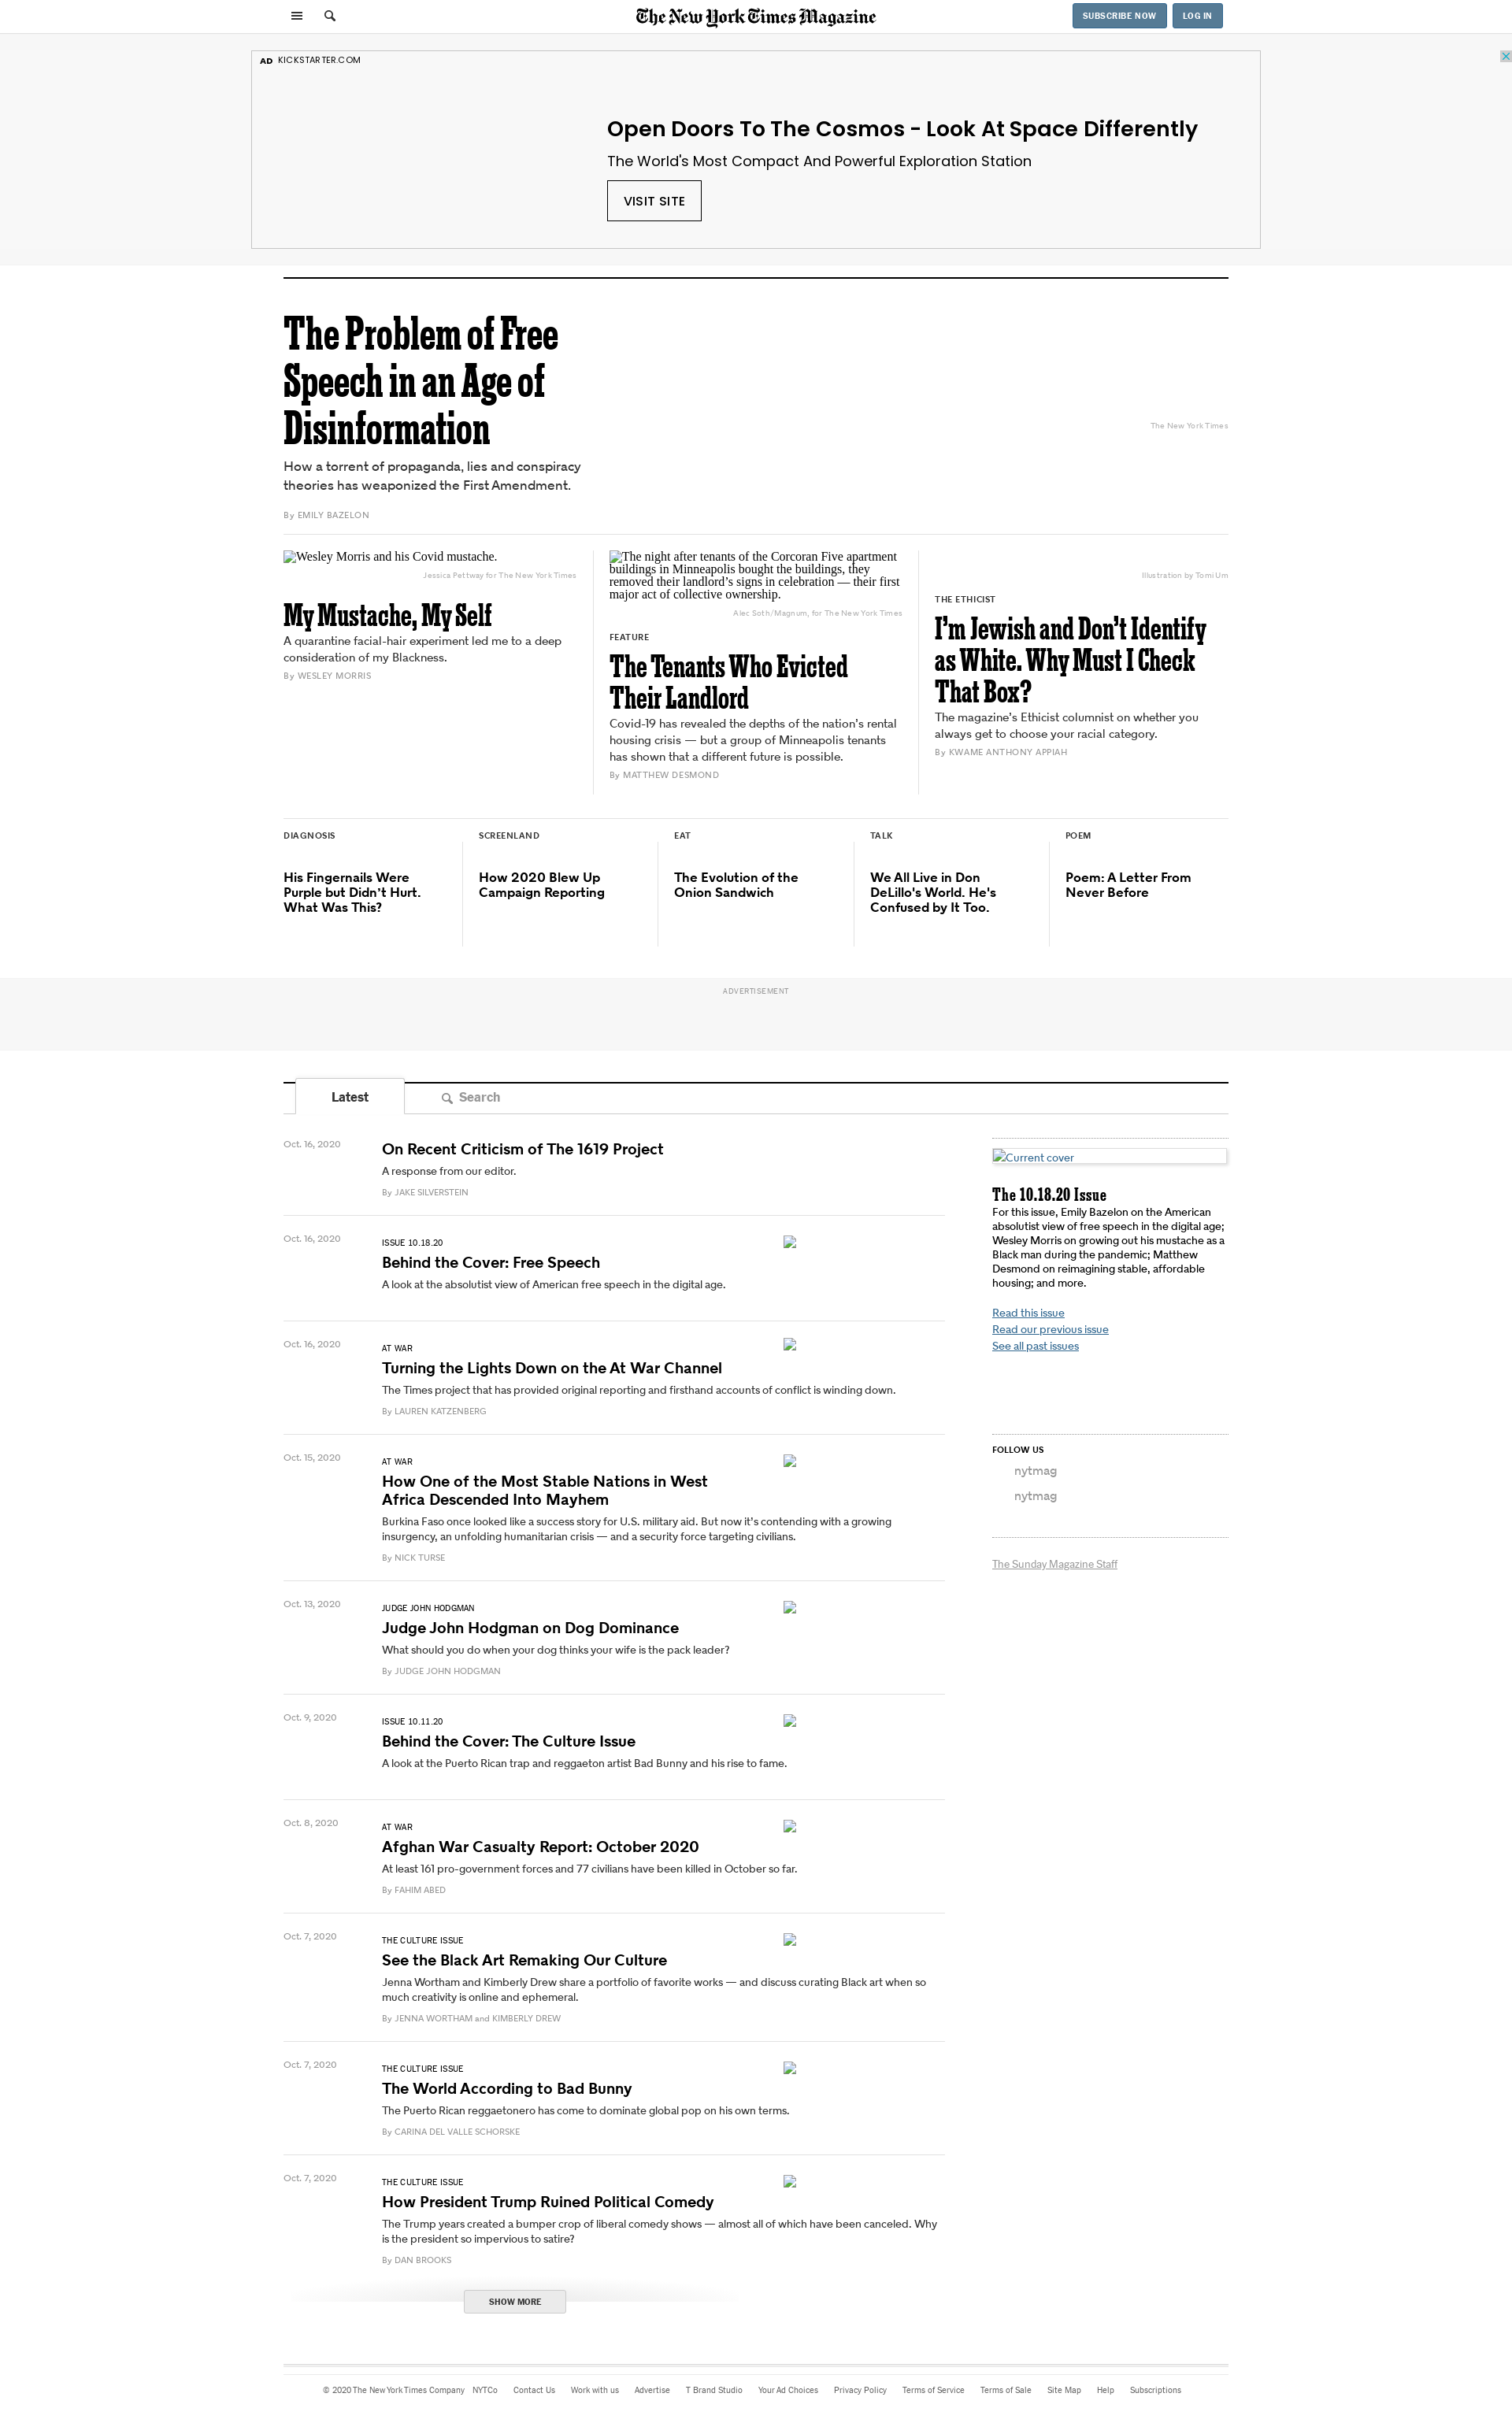 The New York Times Magazine
SUBSCRIBE NOW
LOG IN
AD KICKSTARTER.COM
Open Doors To The Cosmos - Look At Space Differently
The World's Most Compact And Powerful Exploration Station
VISIT SITE
The Problem of Free
Speech in an Age of
Disinformation
The New York Times
How a torrent of propaganda, lies and conspiracy
theories has weaponized the First Amendment.
By EMILY BAZELON
Wesley Morris and his Covid mustache.
Jessica Pettway for The New York Times
My Mustache, My Self
A quarantine facial-hair experiment led me to a deep
consideration of my Blackness.
By WESLEY MORRIS
The night after tenants of the Corcoran Five apartment
buildings in Minneapolis bought the buildings, they
removed their landlord’s signs in celebration — their first
major act of collective ownership.
Alec Soth/Magnum, for The New York Times
FEATURE
The Tenants Who Evicted
Their Landlord
Covid-19 has revealed the depths of the nation’s rental
housing crisis — but a group of Minneapolis tenants
has shown that a different future is possible.
By MATTHEW DESMOND
Illustration by Tomi Um
THE ETHICIST
I’m Jewish and Don’t Identify
as White. Why Must I Check
That Box?
The magazine’s Ethicist columnist on whether you
always get to choose your racial category.
By KWAME ANTHONY APPIAH
DIAGNOSIS
His Fingernails Were
Purple but Didn’t Hurt.
What Was This?
SCREENLAND
How 2020 Blew Up
Campaign Reporting
EAT
The Evolution of the
Onion Sandwich
TALK
We All Live in Don
DeLillo's World. He's
Confused by It Too.
POEM
Poem: A Letter From
Never Before
ADVERTISEMENT
Latest
Search
Oct. 16, 2020
On Recent Criticism of The 1619 Project
A response from our editor.
By JAKE SILVERSTEIN
Oct. 16, 2020
ISSUE 10.18.20
Behind the Cover: Free Speech
A look at the absolutist view of American free speech in the digital age.
Oct. 16, 2020
AT WAR
Turning the Lights Down on the At War Channel
The Times project that has provided original reporting and firsthand accounts of conflict is winding down.
By LAUREN KATZENBERG
Oct. 15, 2020
AT WAR
How One of the Most Stable Nations in West
Africa Descended Into Mayhem
Burkina Faso once looked like a success story for U.S. military aid. But now it’s contending with a growing
insurgency, an unfolding humanitarian crisis — and a security force targeting civilians.
By NICK TURSE
Oct. 13, 2020
JUDGE JOHN HODGMAN
Judge John Hodgman on Dog Dominance
What should you do when your dog thinks your wife is the pack leader?
By JUDGE JOHN HODGMAN
Oct. 9, 2020
ISSUE 10.11.20
Behind the Cover: The Culture Issue
A look at the Puerto Rican trap and reggaeton artist Bad Bunny and his rise to fame.
Oct. 8, 2020
AT WAR
Afghan War Casualty Report: October 2020
At least 161 pro-government forces and 77 civilians have been killed in October so far.
By FAHIM ABED
Oct. 7, 2020
THE CULTURE ISSUE
See the Black Art Remaking Our Culture
Jenna Wortham and Kimberly Drew share a portfolio of favorite works — and discuss curating Black art when so
much creativity is online and ephemeral.
By JENNA WORTHAM and KIMBERLY DREW
Oct. 7, 2020
THE CULTURE ISSUE
The World According to Bad Bunny
The Puerto Rican reggaetonero has come to dominate global pop on his own terms.
By CARINA DEL VALLE SCHORSKE
Oct. 7, 2020
THE CULTURE ISSUE
How President Trump Ruined Political Comedy
The Trump years created a bumper crop of liberal comedy shows — almost all of which have been canceled. Why
is the president so impervious to satire?
By DAN BROOKS
SHOW MORE
Current cover
The 10.18.20 Issue
For this issue, Emily Bazelon on the American
absolutist view of free speech in the digital age;
Wesley Morris on growing out his mustache as a
Black man during the pandemic; Matthew
Desmond on reimagining stable, affordable
housing; and more.
Read this issue
Read our previous issue
See all past issues
FOLLOW US
nytmag
nytmag
The Sunday Magazine Staff
© 2020 The New York Times Company NYTCo Contact Us Work with us Advertise T Brand Studio Your Ad Choices Privacy Policy Terms of Service Terms of Sale Site Map Help Subscriptions